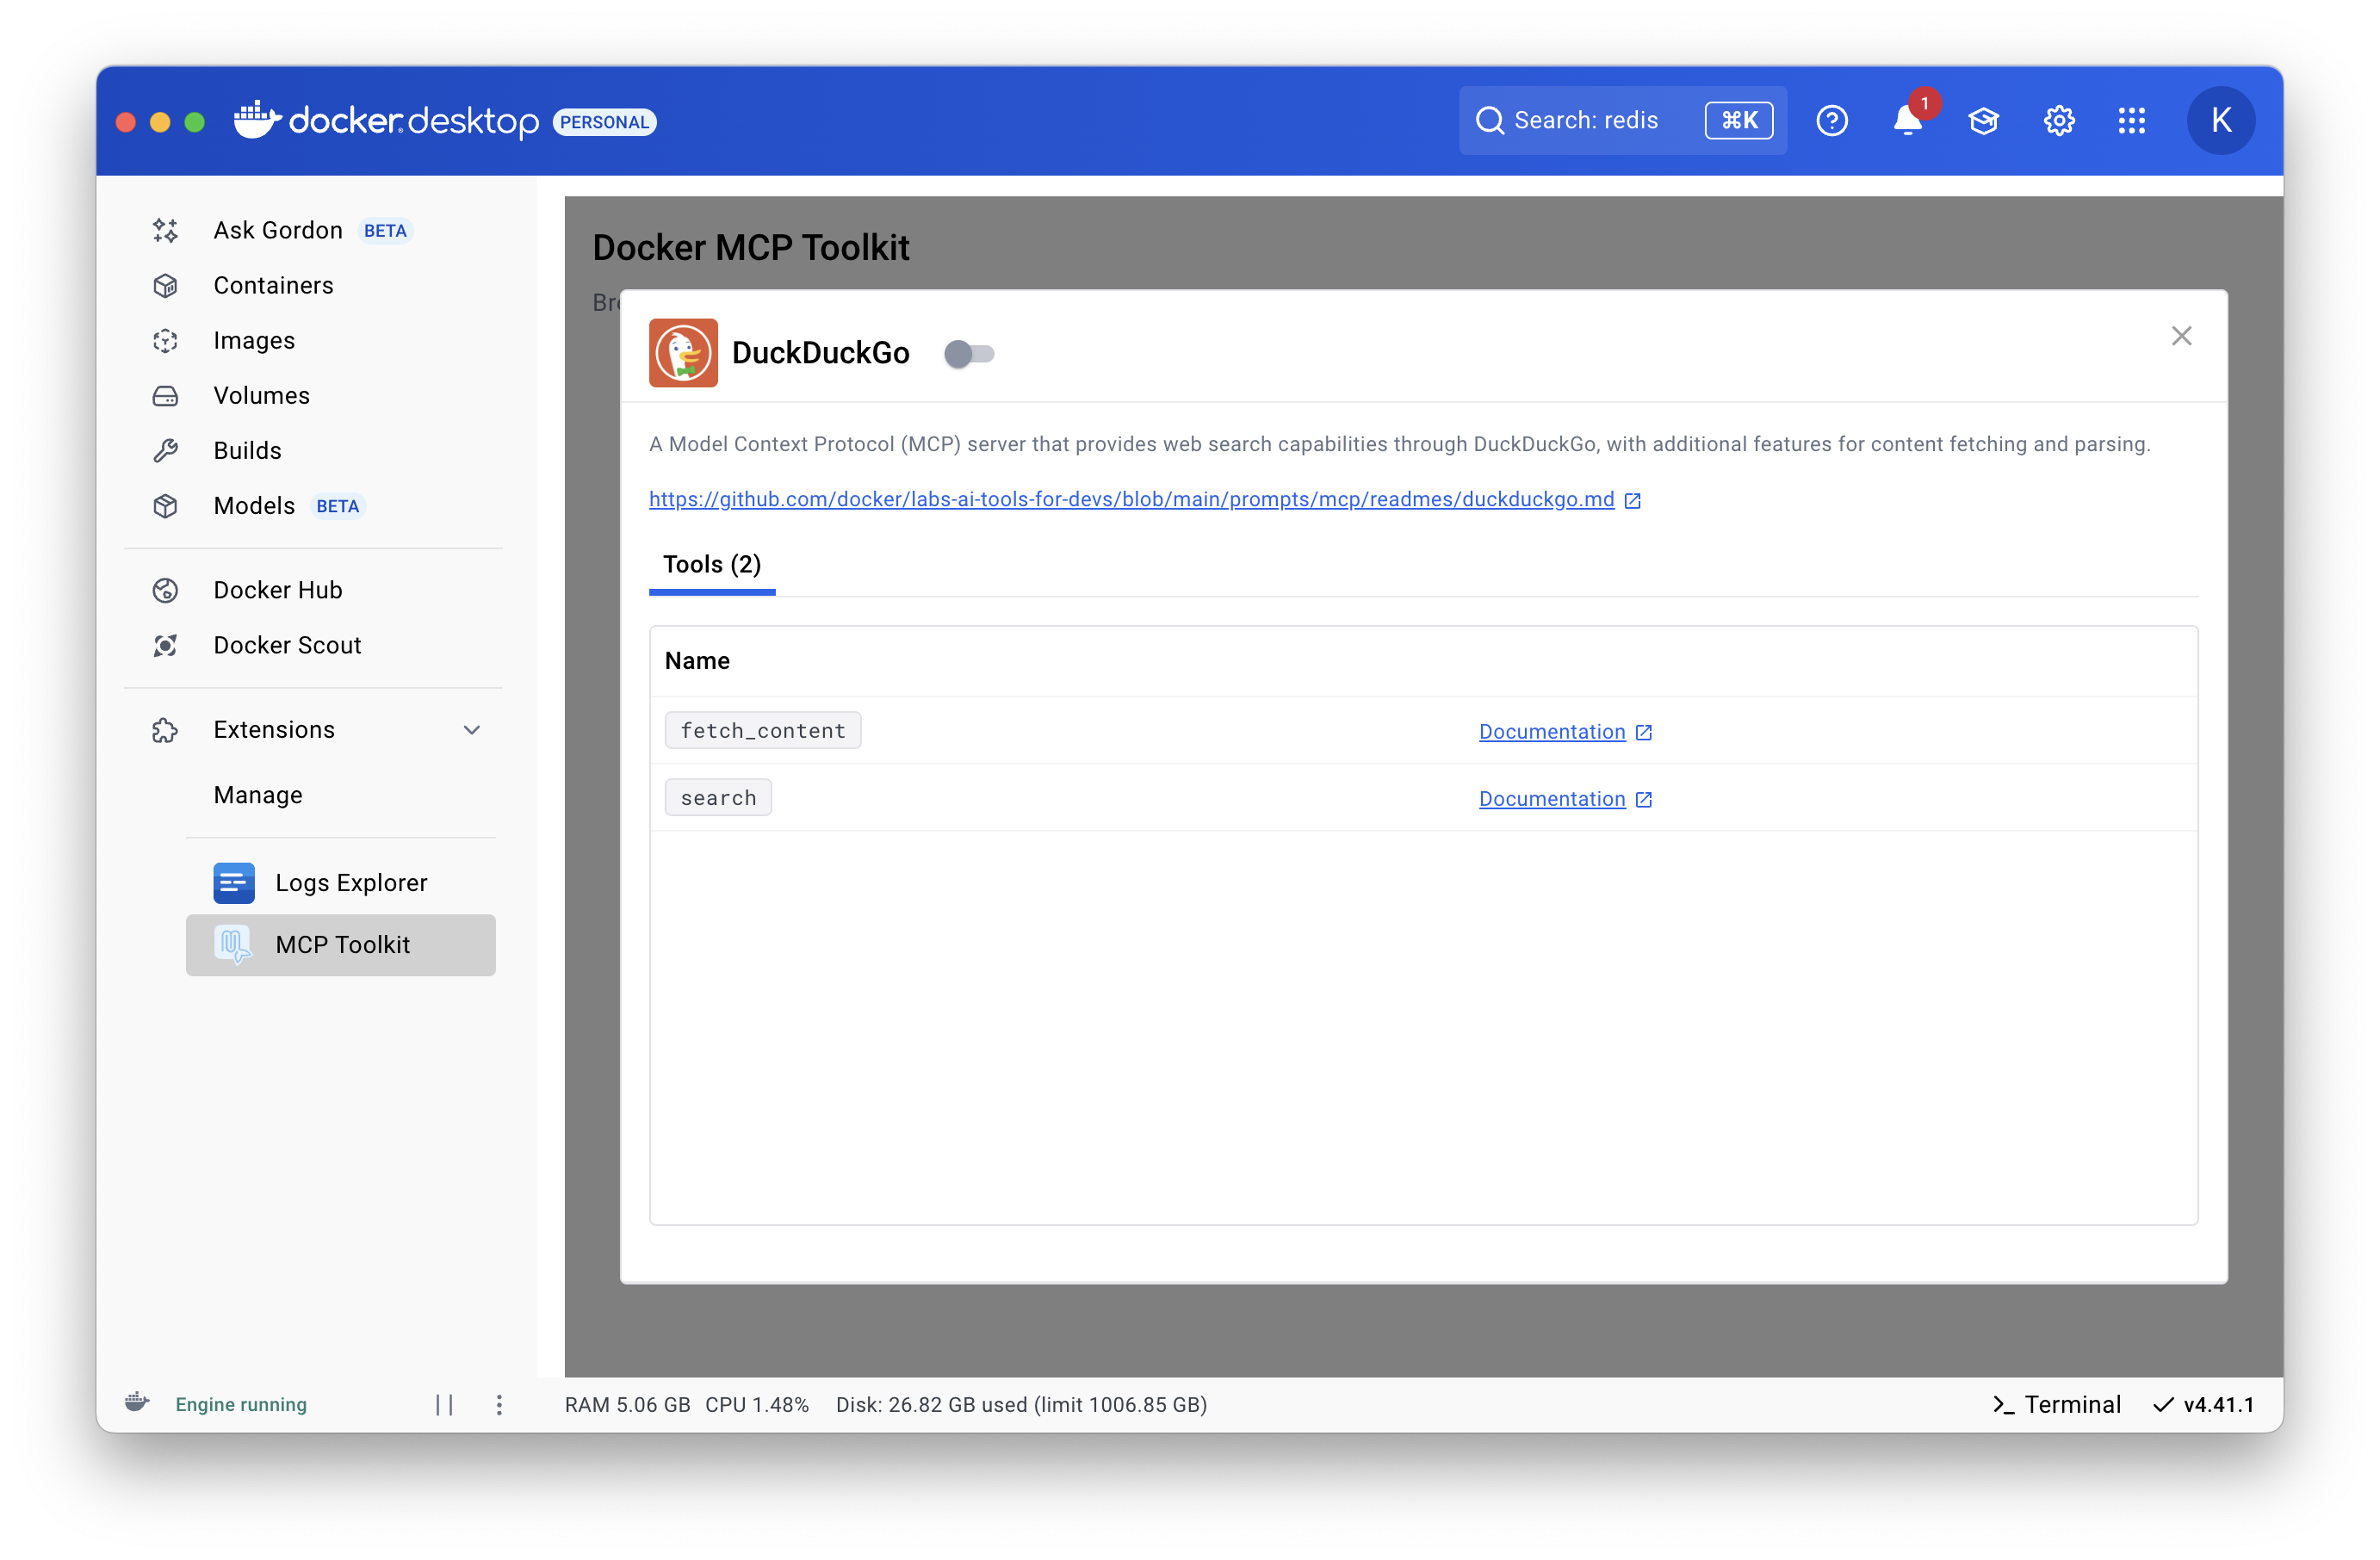 docker desktop PERSONAL
Search: redis ⌘K
1
K
Ask Gordon BETA
Containers
Images
Volumes
Builds
Models BETA
Docker Hub
Docker Scout
Extensions
Manage
Logs Explorer
MCP Toolkit
Docker MCP Toolkit
DuckDuckGo
A Model Context Protocol (MCP) server that provides web search capabilities through DuckDuckGo, with additional features for content fetching and parsing.
https://github.com/docker/labs-ai-tools-for-devs/blob/main/prompts/mcp/readmes/duckduckgo.md
Tools (2)
Name
fetch_content Documentation
search Documentation
Engine running
RAM 5.06 GB CPU 1.48% Disk: 26.82 GB used (limit 1006.85 GB)
Terminal v4.41.1